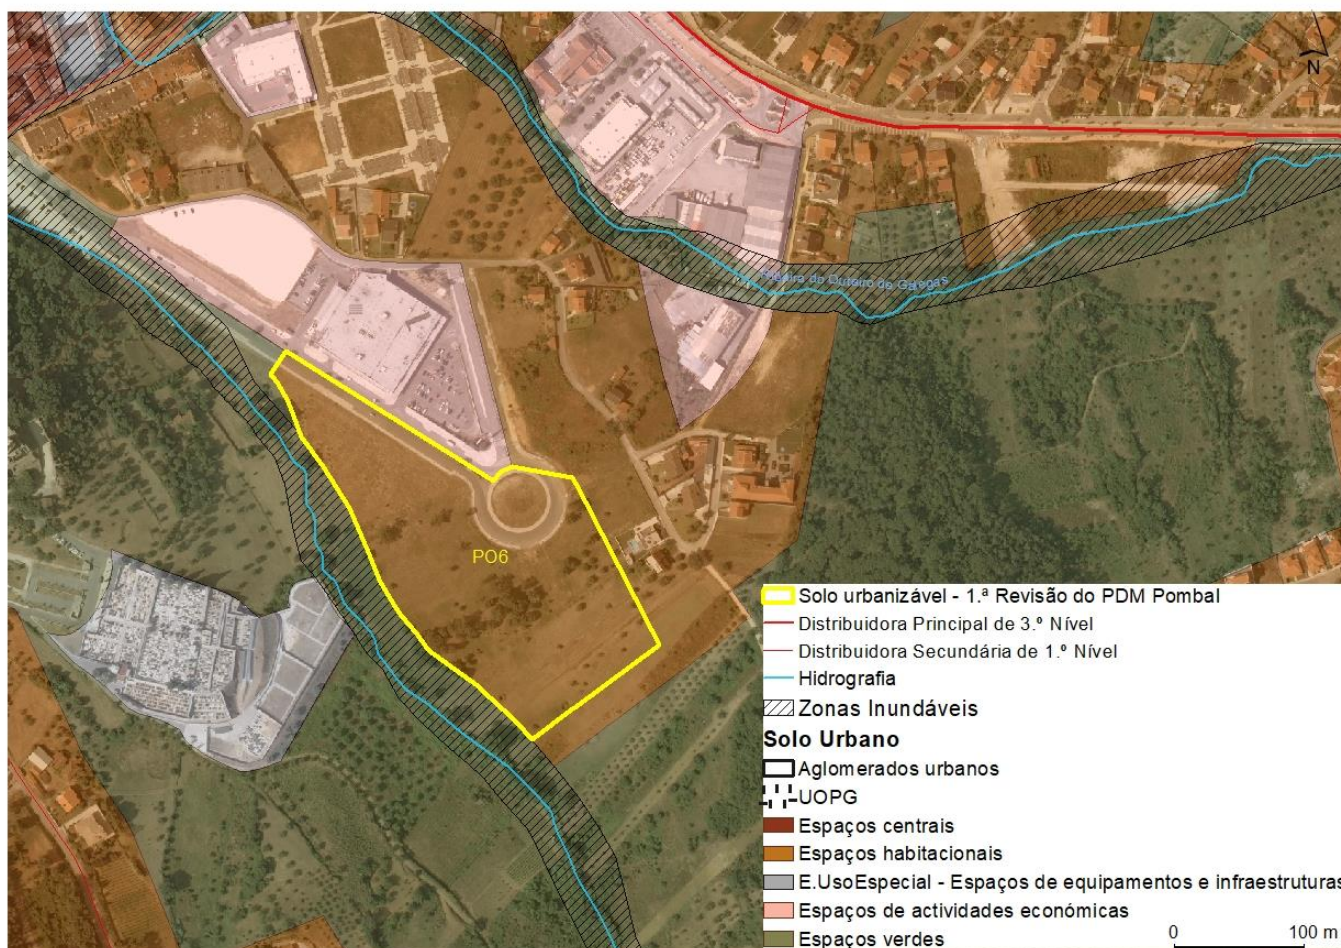 N
Ribeira do Outeiro de Galegas
PO6
Solo urbanizável - 1.ª Revisão do PDM Pombal
Distribuidora Principal de 3.º Nível
Distribuidora Secundária de 1.º Nível
Hidrografia
Zonas Inundáveis
Solo Urbano
Aglomerados urbanos
UOPG
Espaços centrais
Espaços habitacionais
E.UsoEspecial - Espaços de equipamentos e infraestruturas
Espaços de actividades económicas
Espaços verdes
0 100 m